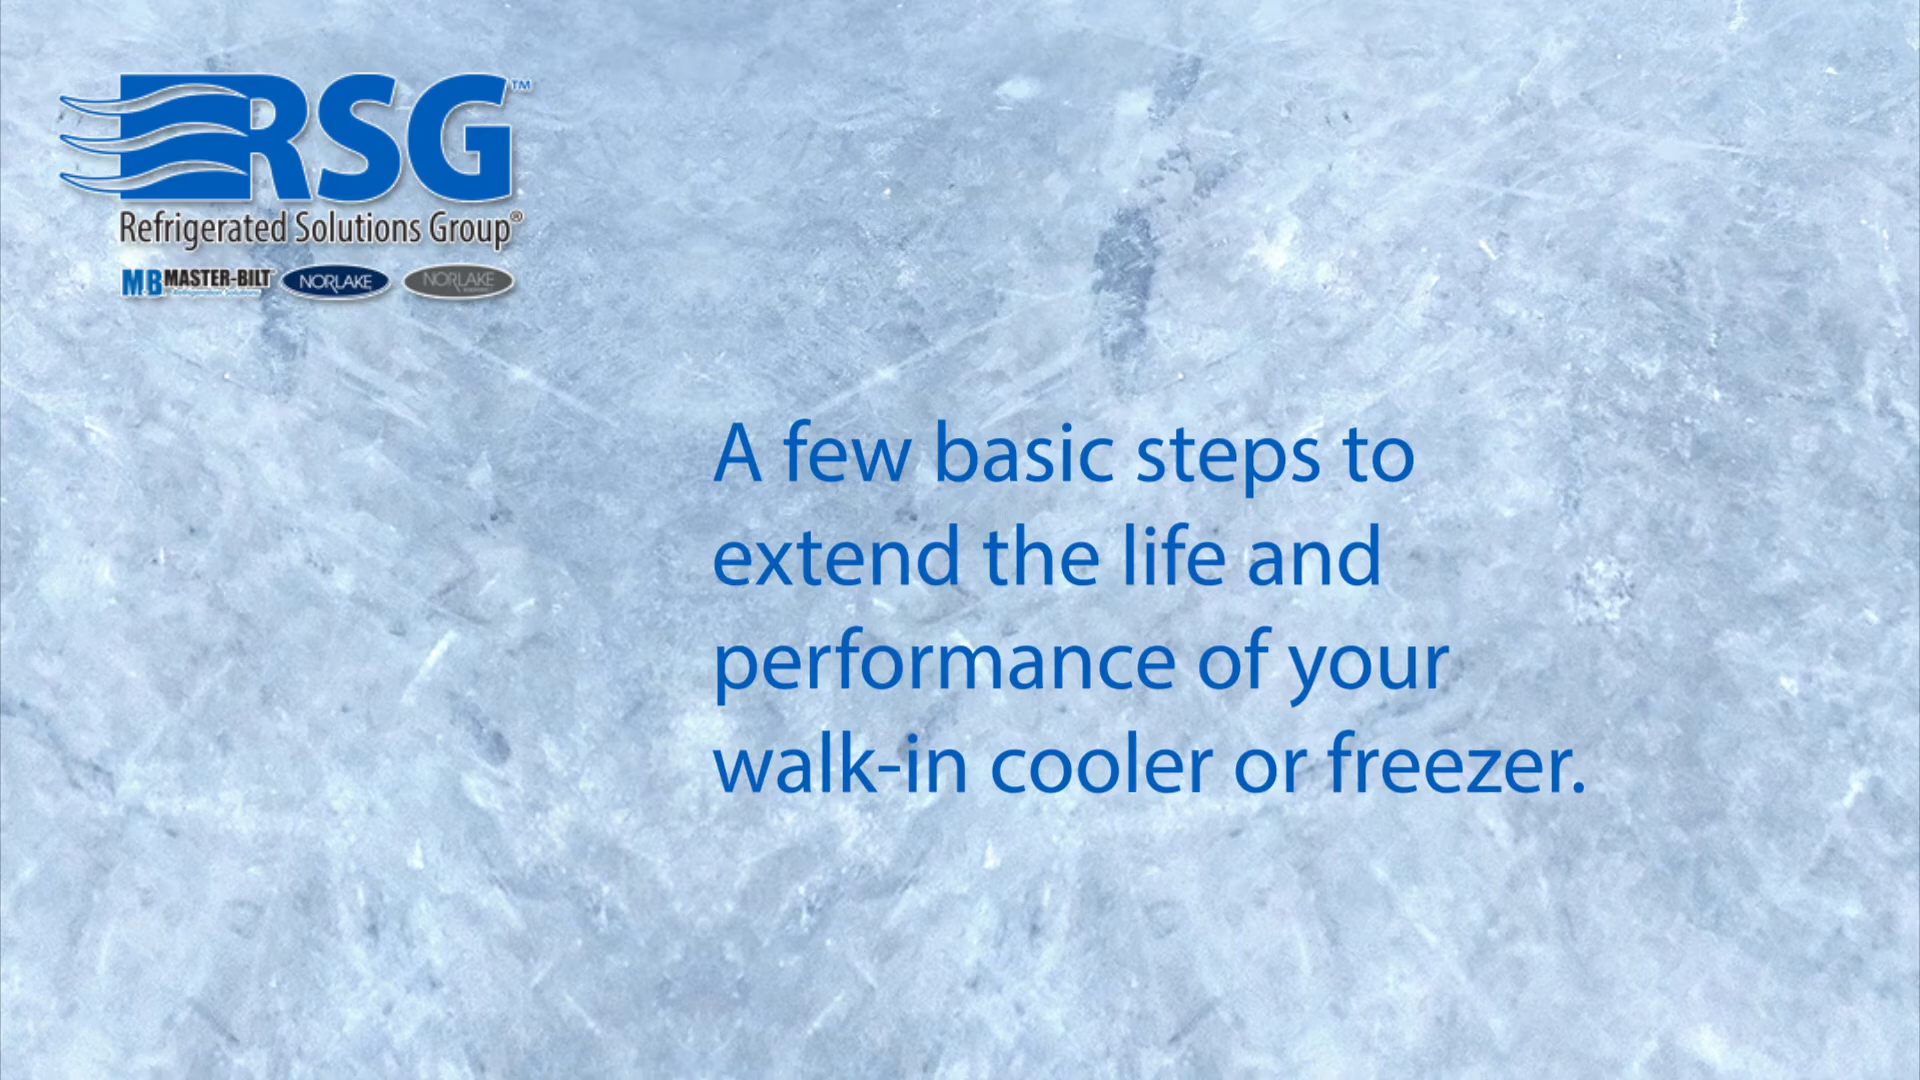 RSG™
Refrigerated Solutions Group®
MB MASTER-BILT NORLAKE NORLAKE
A few basic steps to
extend the life and
performance of your
walk-in cooler or freezer.